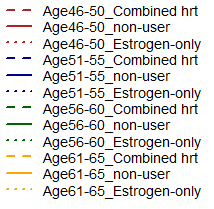 Age46-50_Combined hrt
Age46-50_non-user
Age46-50_Estrogen-only
Age51-55_Combined hrt
Age51-55_non-user
Age51-55_Estrogen-only
Age56-60_Combined hrt
Age56-60_non-user
Age56-60_Estrogen-only
Age61-65_Combined hrt
Age61-65_non-user
Age61-65_Estrogen-only